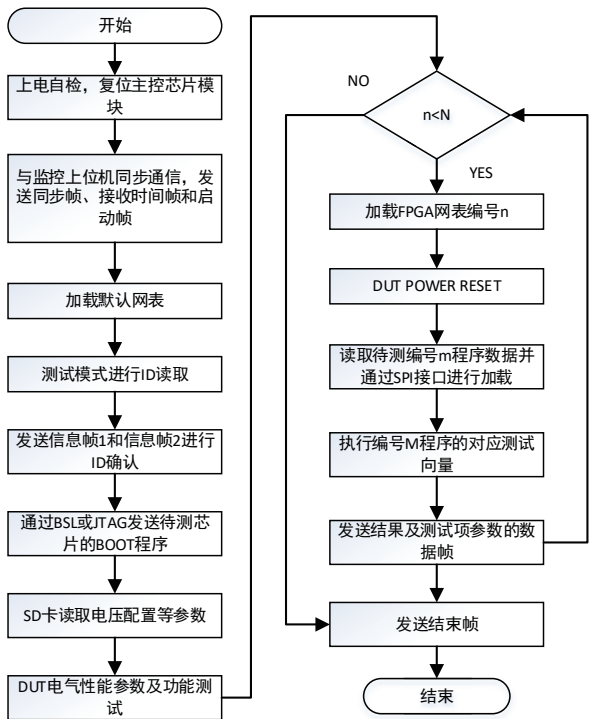 开始
上电自检，复位主控芯片模
块
与监控上位机同步通信，发
送同步帧、接收时间帧和启
动帧
加载默认网表
测试模式进行ID读取
发送信息帧1和信息帧2进行
ID确认
通过BSL或JTAG发送待测芯
片的BOOT程序
SD卡读取电压配置等参数
DUT电气性能参数及功能测
试
NO
n<N
YES
加载FPGA网表编号n
DUT POWER RESET
读取待测编号m程序数据并
通过SPI接口进行加载
执行编号M程序的对应测试
向量
发送结果及测试项参数的数
据帧
发送结束帧
结束